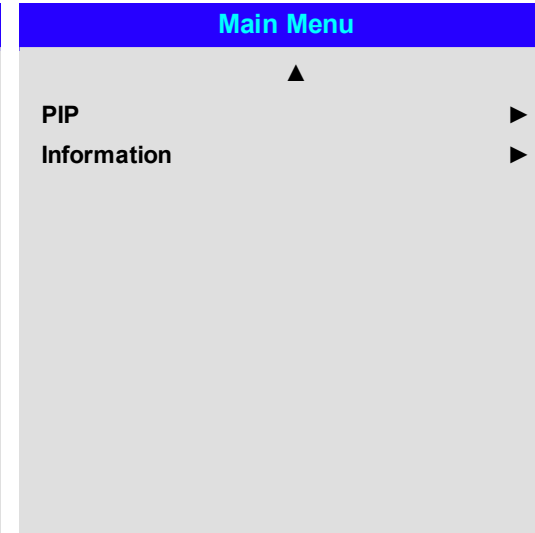 Main Menu
▲
PIP ►
Information ►